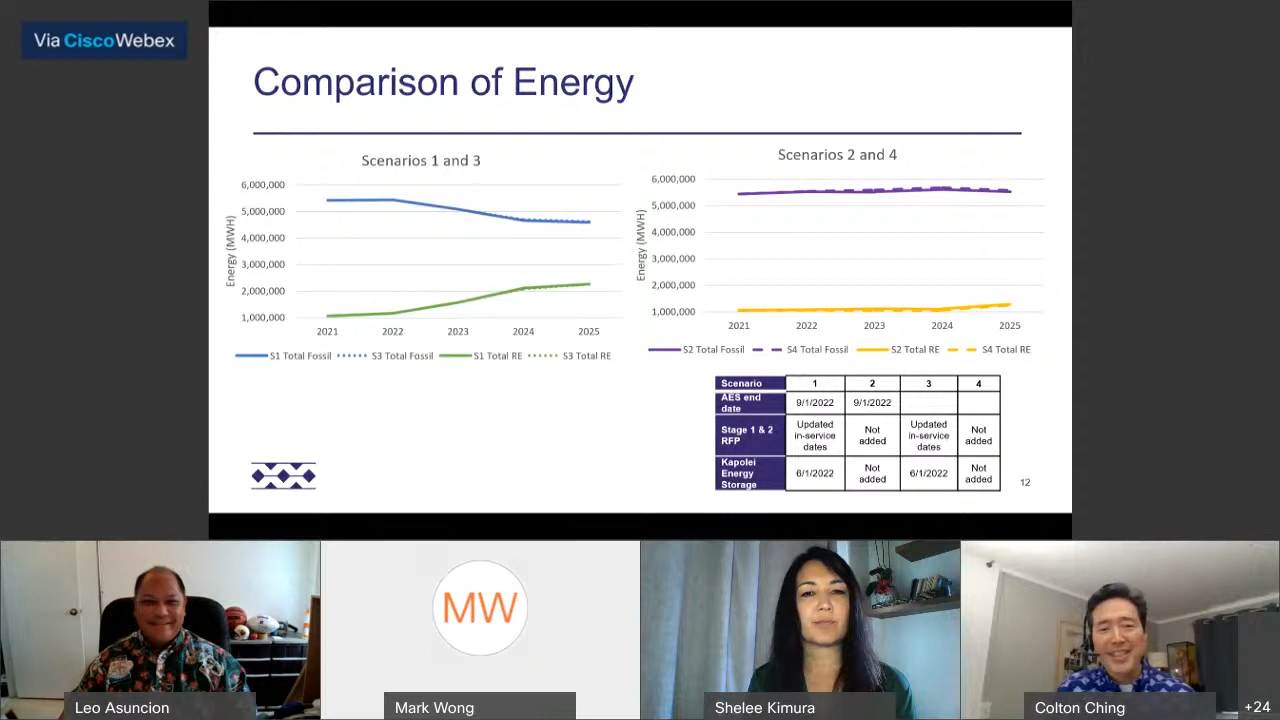 Via Cisco Webex
Comparison of Energy
Scenarios 1 and 3
6,000,000
5,000,000
4,000,000
3,000,000
2,000,000
1,000,000
Energy (MWH)
2021 2022 2023 2024 2025
S1 Total Fossil S3 Total Fossil S1 Total RE S3 Total RE
Scenarios 2 and 4
6,000,000
5,000,000
4,000,000
3,000,000
2,000,000
1,000,000
Energy (MWH)
2021 2022 2023 2024 2025
S2 Total Fossil S4 Total Fossil S2 Total RE S4 Total RE
Scenario 1 2 3 4
AES end
date
9/1/2022 9/1/2022
Stage 1 & 2
RFP
Updated
in-service
dates
Not
added
Updated
in-service
dates
Not
added
Kapolei
Energy
Storage
6/1/2022
Not
added
6/1/2022
Not
added
12
MW
Leo Asuncion
Mark Wong
Shelee Kimura
Colton Ching
+24